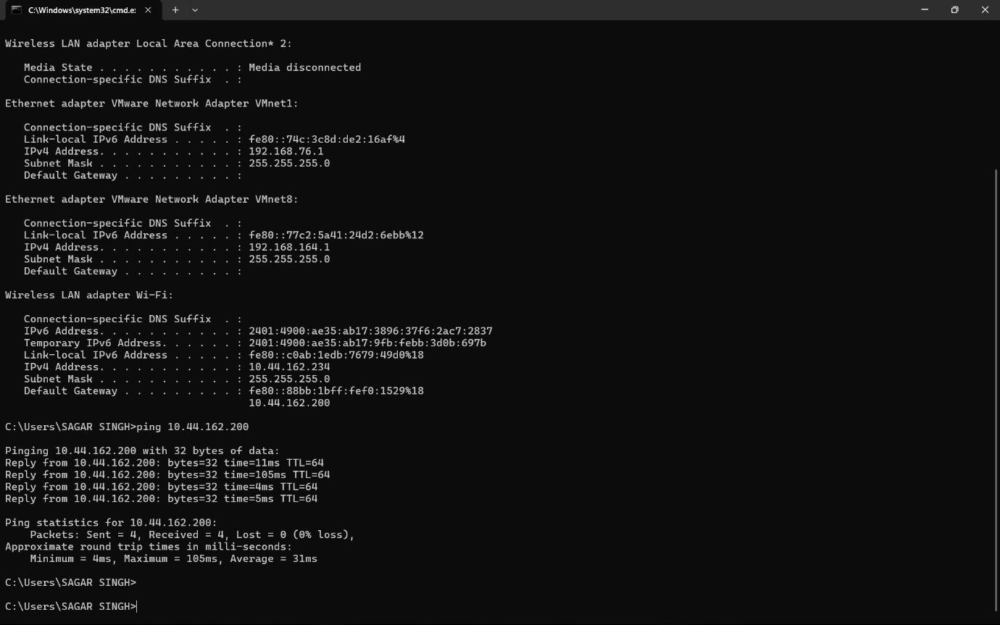 C:\Windows\system32\cmd.e:
Wireless LAN adapter Local Area Connection* 2:
   Media State . . . . . . . . . . . : Media disconnected
   Connection-specific DNS Suffix  . :
Ethernet adapter VMware Network Adapter VMnet1:
   Connection-specific DNS Suffix  . :
   Link-local IPv6 Address . . . . . : fe80::74c:3c8d:de2:16af%4
   IPv4 Address. . . . . . . . . . . : 192.168.76.1
   Subnet Mask . . . . . . . . . . . : 255.255.255.0
   Default Gateway . . . . . . . . . :
Ethernet adapter VMware Network Adapter VMnet8:
   Connection-specific DNS Suffix  . :
   Link-local IPv6 Address . . . . . : fe80::77c2:5a41:24d2:6ebb%12
   IPv4 Address. . . . . . . . . . . : 192.168.164.1
   Subnet Mask . . . . . . . . . . . : 255.255.255.0
   Default Gateway . . . . . . . . . :
Wireless LAN adapter Wi-Fi:
   Connection-specific DNS Suffix  . :
   IPv6 Address. . . . . . . . . . . : 2401:4900:ae35:ab17:3896:37f6:2ac7:2837
   Temporary IPv6 Address. . . . . . : 2401:4900:ae35:ab17:9fb:febb:3d0b:697b
   Link-local IPv6 Address . . . . . : fe80::c0ab:1edb:7679:49d0%18
   IPv4 Address. . . . . . . . . . . : 10.44.162.234
   Subnet Mask . . . . . . . . . . . : 255.255.255.0
   Default Gateway . . . . . . . . . : fe80::88bb:1bff:fef0:1529%18
                                       10.44.162.200
C:\Users\SAGAR SINGH>ping 10.44.162.200
Pinging 10.44.162.200 with 32 bytes of data:
Reply from 10.44.162.200: bytes=32 time=11ms TTL=64
Reply from 10.44.162.200: bytes=32 time=105ms TTL=64
Reply from 10.44.162.200: bytes=32 time=4ms TTL=64
Reply from 10.44.162.200: bytes=32 time=5ms TTL=64
Ping statistics for 10.44.162.200:
    Packets: Sent = 4, Received = 4, Lost = 0 (0% loss),
Approximate round trip times in milli-seconds:
    Minimum = 4ms, Maximum = 105ms, Average = 31ms
C:\Users\SAGAR SINGH>
C:\Users\SAGAR SINGH>